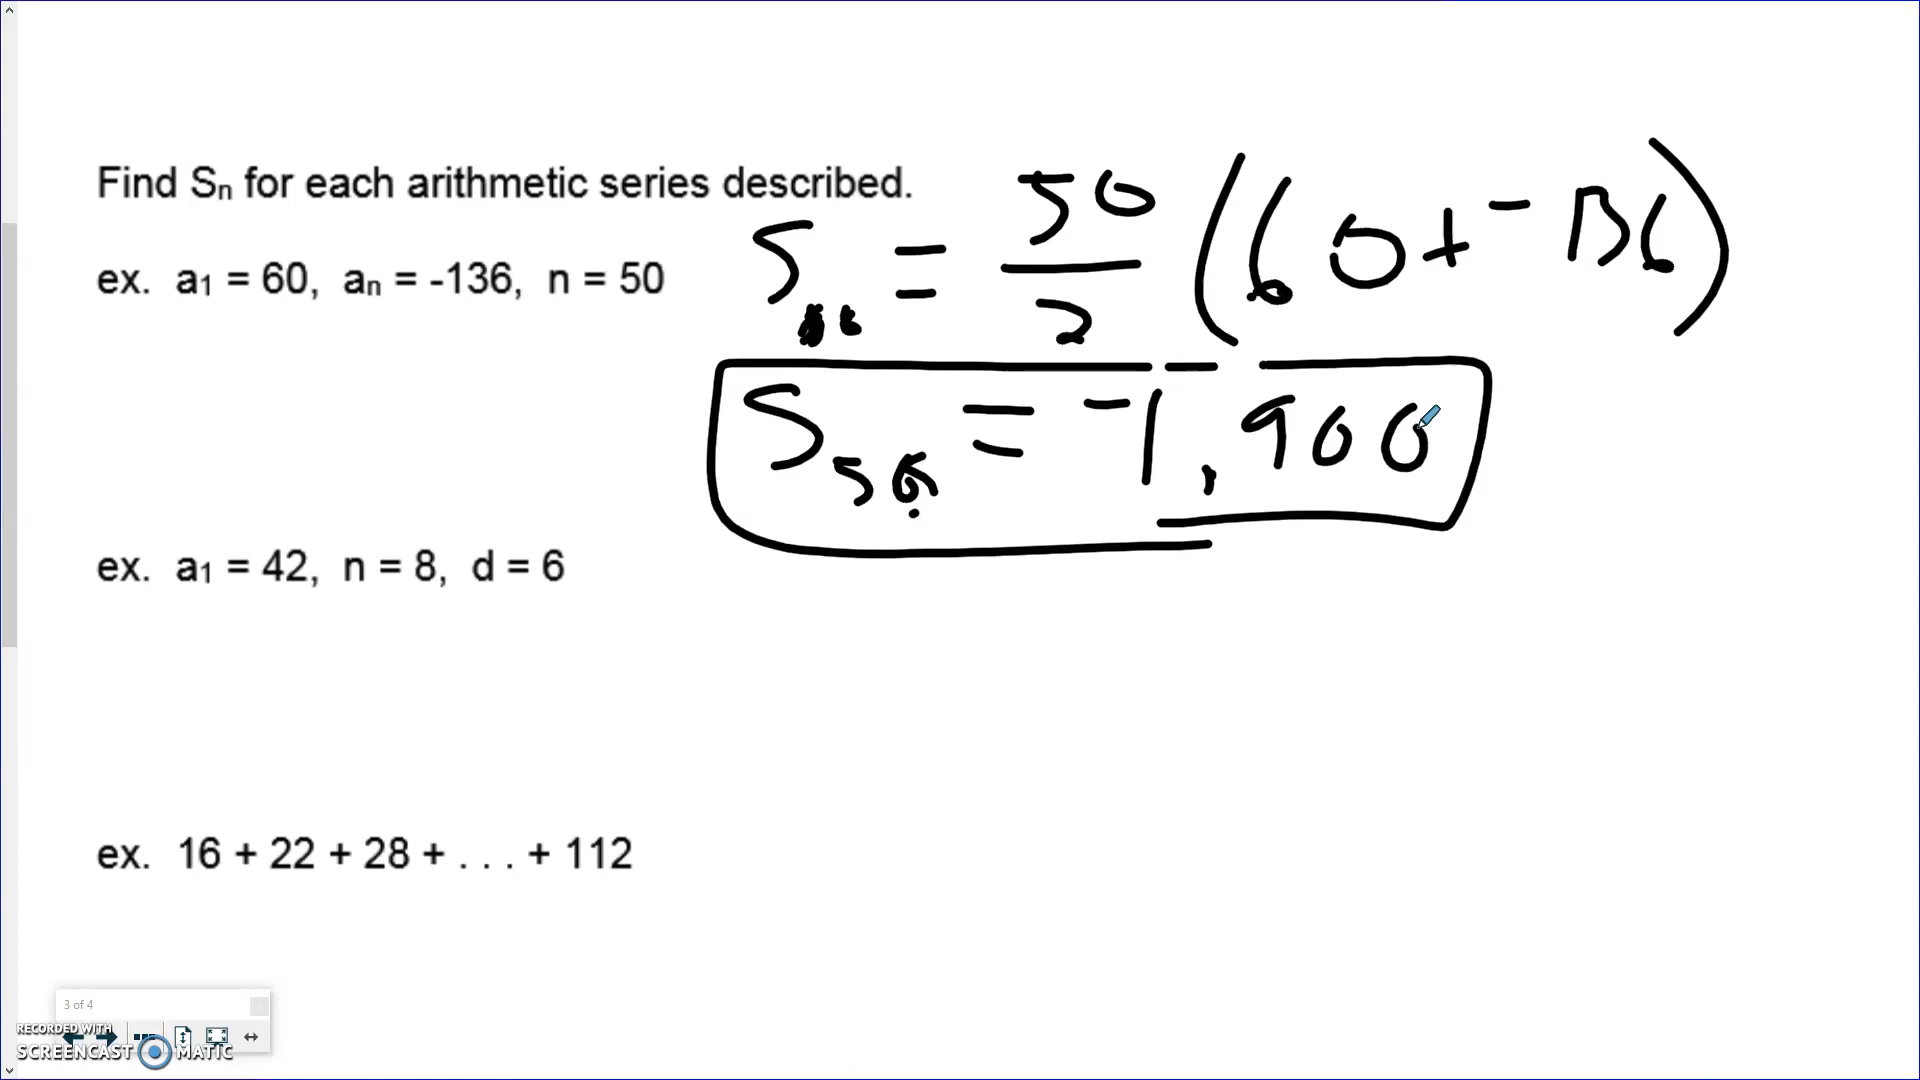 Find Sn for each arithmetic series described.
S = 50/2 (60 + -136)
ex. a1 = 60, an = -136, n = 50
S50 = -1,900
ex. a1 = 42, n = 8, d = 6
ex. 16 + 22 + 28 + . . . + 112
3 of 4
RECORDED WITH
SCREENCAST MATIC